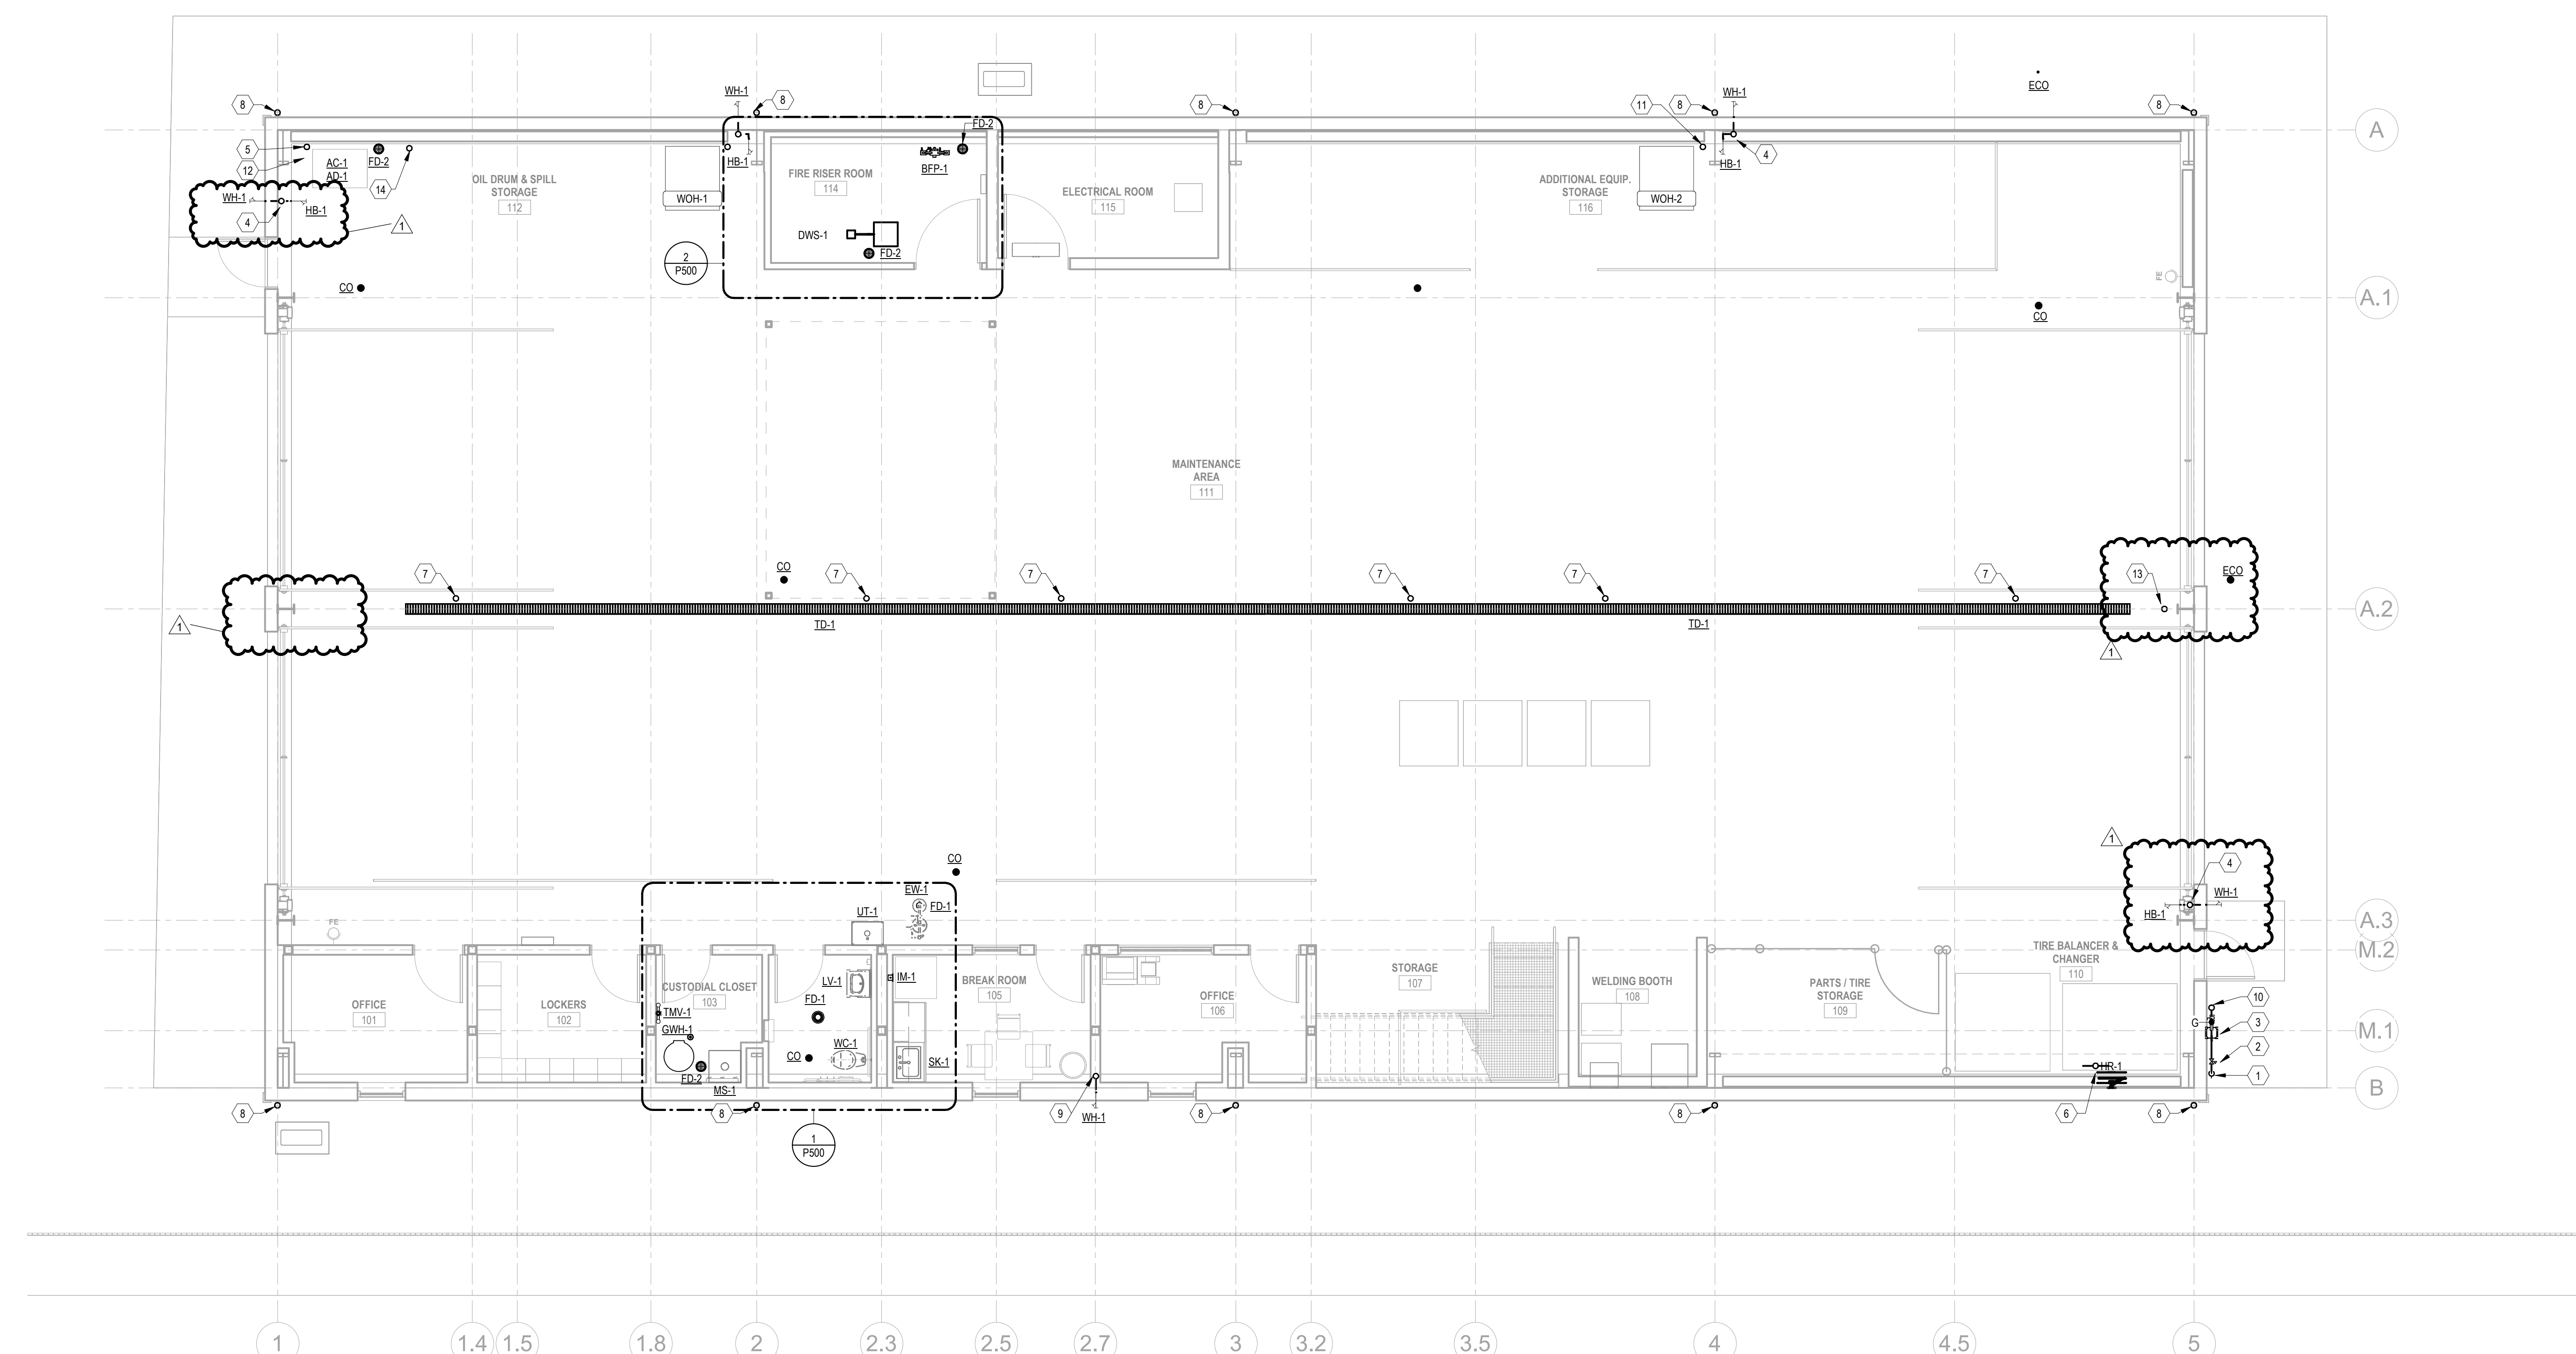 ECO
WH-1
8
WH-1
8
8
8
11
8
8
A
FD-2
5
AC-1
AD-1
FD-2
14
12
OIL DRUM & SPILL
STORAGE
112
HB-1
WOH-1
FIRE RISER ROOM
114
BFP-1
ELECTRICAL ROOM
115
ADDITIONAL EQUIP.
STORAGE
116
HB-1
4
WOH-2
WH-1
HB-1
4
1
DWS-1
FD-2
2
P500
FE
CO
A.1
CO
MAINTENANCE
AREA
111
CO
7
7
7
7
7
7
13
ECO
A.2
1
TD-1
TD-1
1
1
4
WH-1
HB-1
CO
EW-1
FD-1
UT-1
FE
A.3
M.2
TIRE BALANCER &
CHANGER
110
OFFICE
101
LOCKERS
102
CUSTODIAL CLOSET
103
LV-1
IM-1
BREAK ROOM
105
OFFICE
106
STORAGE
107
WELDING BOOTH
108
PARTS / TIRE
STORAGE
109
TMV-1
FD-1
GWH-1
WC-1
CO
SK-1
FD-2
MS-1
10
G
3
M.1
2
HR-1
1
B
8
8
9
WH-1
8
8
6
8
1
P500
1
1.4
1.5
1.8
2
2.3
2.5
2.7
3
3.2
3.5
4
4.5
5